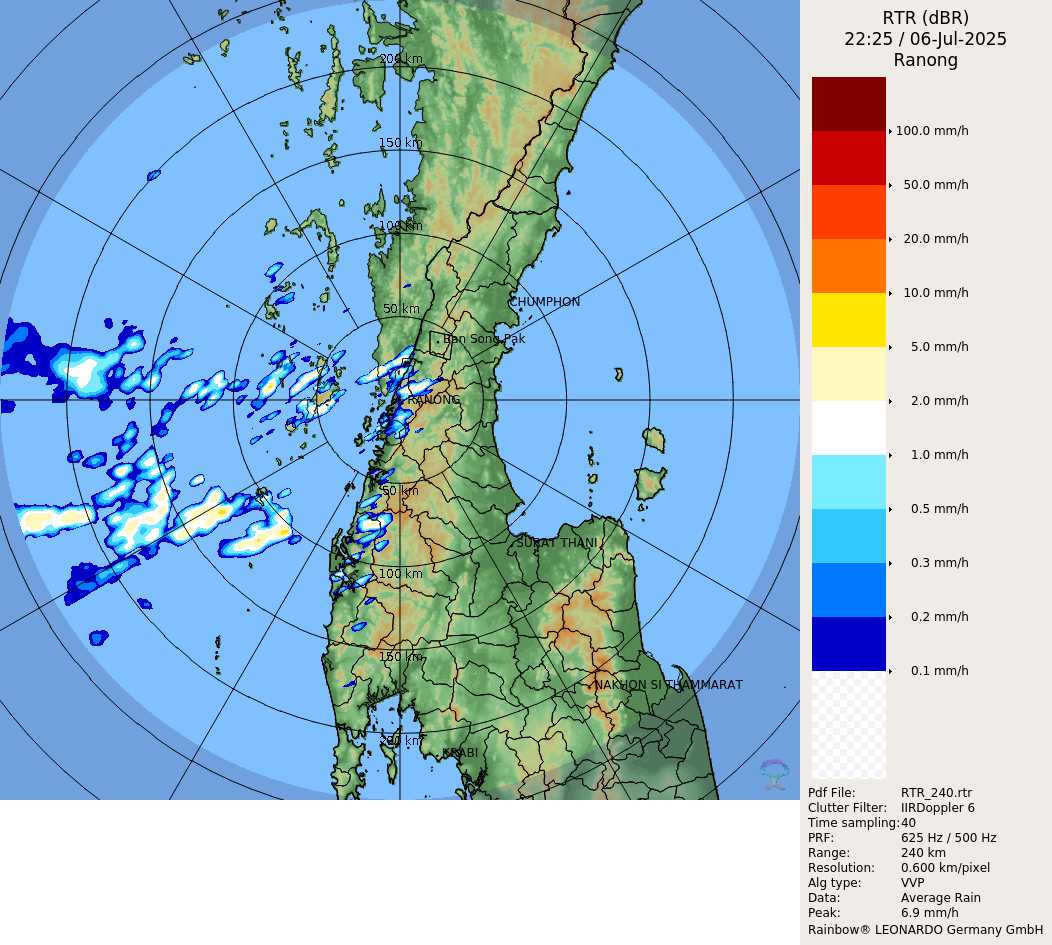 RTR (dBR)
22:25 / 06-Jul-2025
Ranong
100.0 mm/h
50.0 mm/h
20.0 mm/h
10.0 mm/h
5.0 mm/h
2.0 mm/h
1.0 mm/h
0.5 mm/h
0.3 mm/h
0.2 mm/h
0.1 mm/h
200 km
150 km
100 km
50 km
CHUMPHON
Ban Song Pak
RANONG
50 km
SURAT THANI
100 km
150 km
NAKHON SI THAMMARAT
200 km
KRABI
Pdf File: RTR_240.rtr
Clutter Filter: IIRDoppler 6
Time sampling: 40
PRF: 625 Hz / 500 Hz
Range: 240 km
Resolution: 0.600 km/pixel
Alg type: VVP
Data: Average Rain
Peak: 6.9 mm/h
Rainbow® LEONARDO Germany GmbH